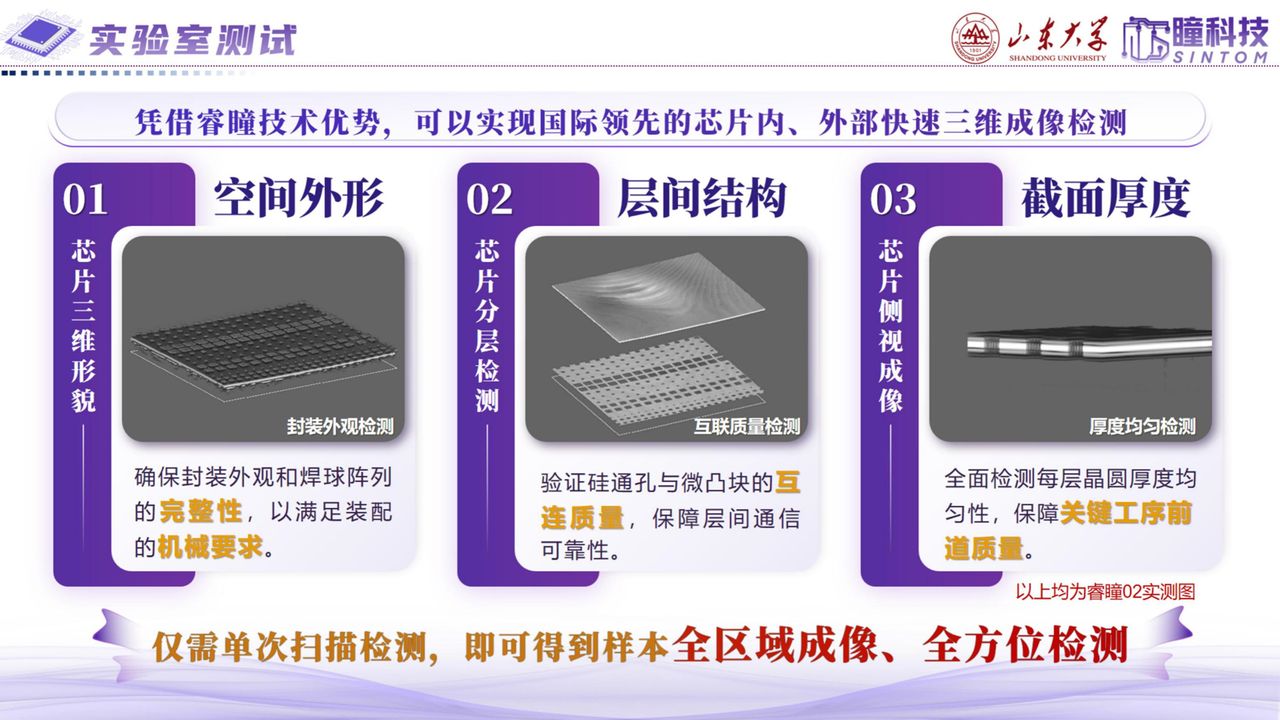 实验室测试
山东大学
SHANDONG UNIVERSITY
1901
瞳科技
SINTOM
凭借睿瞳技术优势，可以实现国际领先的芯片内、外部快速三维成像检测
01
空间外形
芯片三维形貌
封装外观检测
确保封装外观和焊球阵列
的完整性，以满足装配
的机械要求。
02
层间结构
芯片分层检测
互联质量检测
验证硅通孔与微凸块的互
连质量，保障层间通信
可靠性。
03
截面厚度
芯片侧视成像
厚度均匀检测
全面检测每层晶圆厚度均
匀性，保障关键工序前
道质量。
以上均为睿瞳02实测图
仅需单次扫描检测，即可得到样本全区域成像、全方位检测